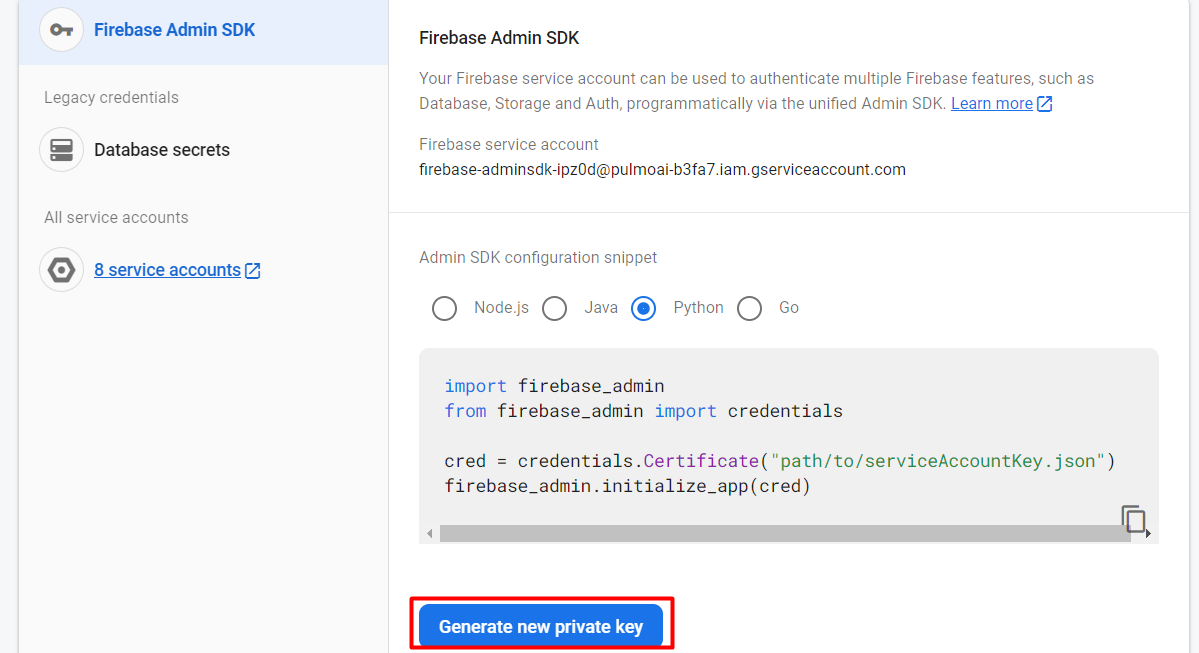 Firebase Admin SDK
Legacy credentials
Database secrets
All service accounts
8 service accounts
Firebase Admin SDK
Your Firebase service account can be used to authenticate multiple Firebase features, such as
Database, Storage and Auth, programmatically via the unified Admin SDK. Learn more
Firebase service account
firebase-adminsdk-ipz0d@pulmoai-b3fa7.iam.gserviceaccount.com
Admin SDK configuration snippet
Node.js Java Python Go
import firebase_admin
from firebase_admin import credentials
cred = credentials.Certificate("path/to/serviceAccountKey.json")
firebase_admin.initialize_app(cred)
Generate new private key